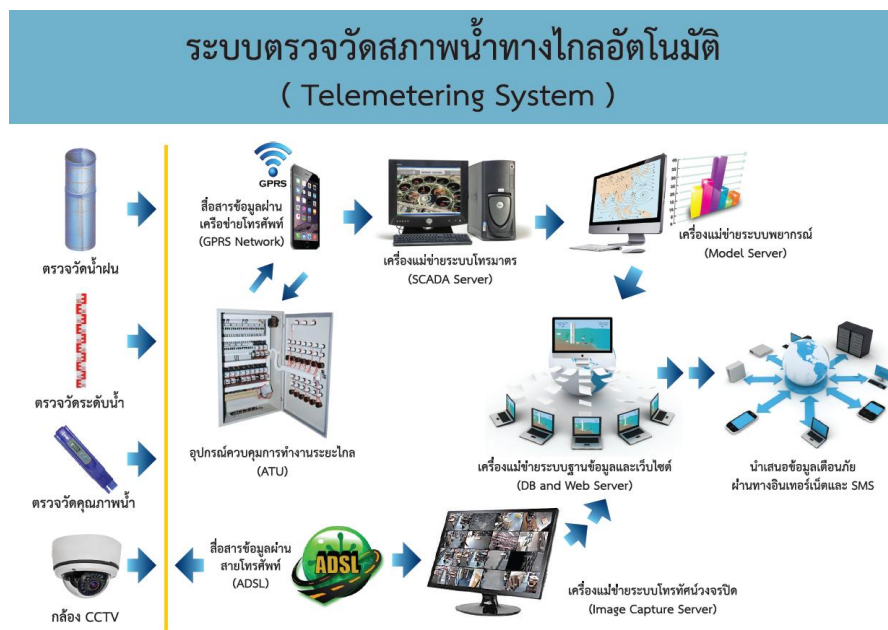 ระบบตรวจวัดสภาพน้ำทางไกลอัตโนมัติ
( Telemetering System )
ตรวจวัดน้ำฝน
ตรวจวัดระดับน้ำ
ตรวจวัดคุณภาพน้ำ
กล้อง CCTV
GPRS
สื่อสารข้อมูลผ่าน
เครือข่ายโทรศัพท์
(GPRS Network)
เครื่องแม่ข่ายระบบโทรมาตร
(SCADA Server)
เครื่องแม่ข่ายระบบพยากรณ์
(Model Server)
อุปกรณ์ควบคุมการทำงานระยะไกล
(ATU)
เครื่องแม่ข่ายระบบฐานข้อมูลและเว็บไซต์
(DB and Web Server)
นำเสนอข้อมูลเตือนภัย
ผ่านทางอินเทอร์เน็ตและ SMS
สื่อสารข้อมูลผ่าน
สายโทรศัพท์
(ADSL)
ADSL
เครื่องแม่ข่ายระบบโทรทัศน์วงจรปิด
(Image Capture Server)